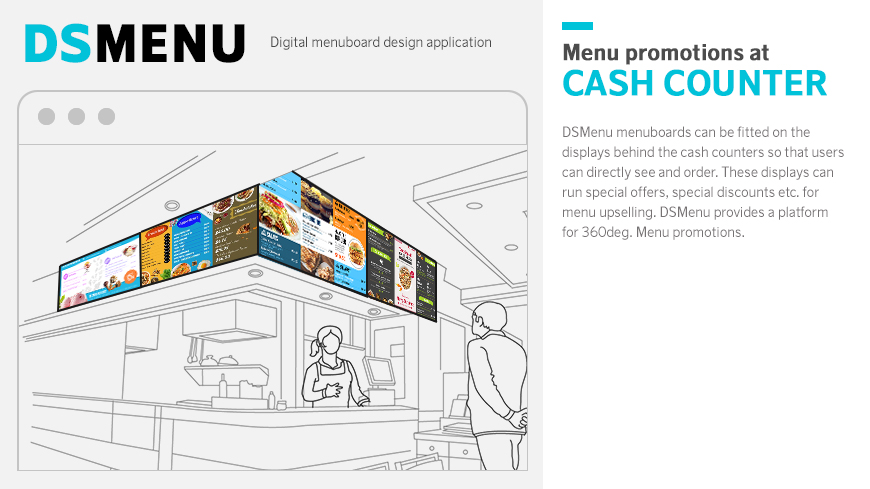 DSMENU
Digital menuboard design application
Menu promotions at
CASH COUNTER
DSMenu menuboards can be fitted on the
displays behind the cash counters so that users
can directly see and order. These displays can
run special offers, special discounts etc. for
menu upselling. DSMenu provides a platform
for 360deg. Menu promotions.